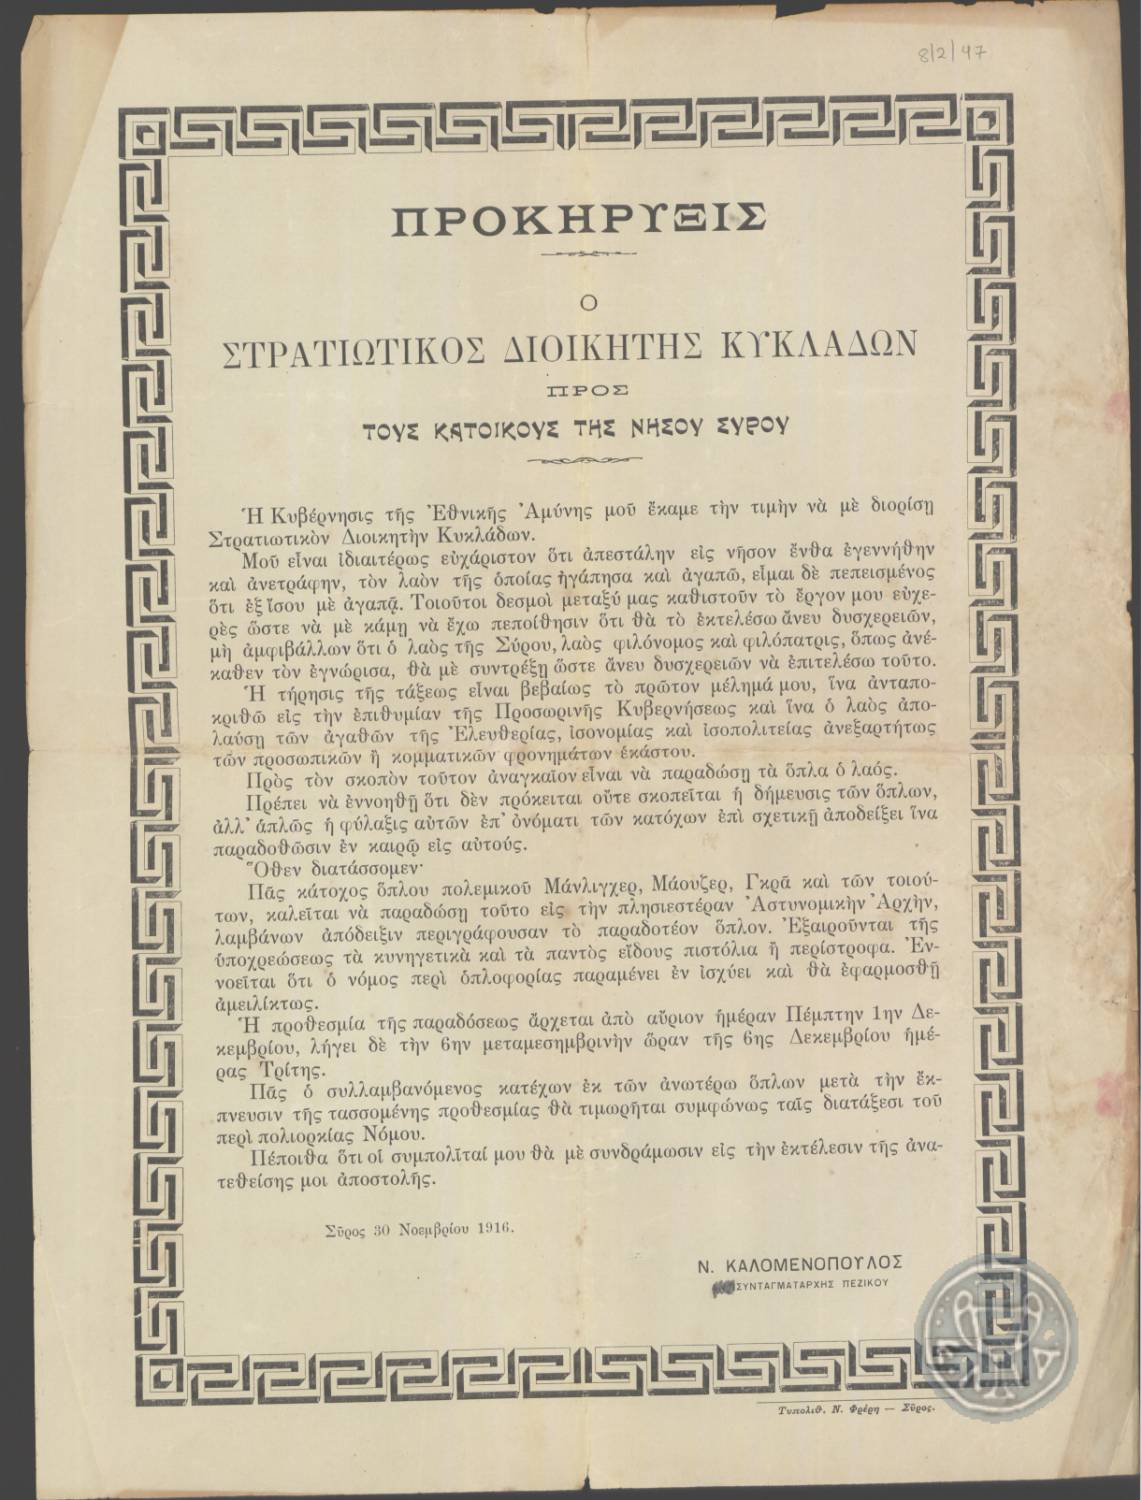 8/2/47
ΠΡΟΚΗΡΥΞΙΣ
Ο
ΣΤΡΑΤΙΩΤΙΚΟΣ ΔΙΟΙΚΗΤΗΣ ΚΥΚΛΑΔΩΝ
ΠΡΟΣ
ΤΟΥΣ ΚΑΤΟΙΚΟΥΣ ΤΗΣ ΝΗΣΟΥ ΣΥΡΟΥ
Ἡ Κυβέρνησις τῆς Ἐθνικῆς Ἀμύνης μοῦ ἔκαμε τὴν τιμὴν νὰ μὲ διορίσῃ
Στρατιωτικὸν Διοικητὴν Κυκλάδων.
Μοῦ εἶναι ἰδιαιτέρως εὐχάριστον ὅτι ἀπεστάλην εἰς νῆσον ἔνθα ἐγεννήθην
καὶ ἀνετράφην, τὸν λαὸν τῆς ὁποίας ἠγάπησα καὶ ἀγαπῶ, εἶμαι δὲ πεπεισμένος
ὅτι ἐξ ἴσου μὲ ἀγαπᾷ. Τοιοῦτοι δεσμοὶ μεταξύ μας καθιστοῦν τὸ ἔργον μου εὐχε-
ρὲς ὥστε νὰ μὲ κάμῃ νὰ ἔχω πεποίθησιν ὅτι θὰ τὸ ἐκτελέσω ἄνευ δυσχερειῶν,
μὴ ἀμφιβάλλων ὅτι ὁ λαὸς τῆς Σύρου, λαὸς φιλόνομος καὶ φιλόπατρις, ὅπως ἀνέ-
καθεν τὸν ἐγνώρισα, θὰ μὲ συντρέξῃ ὥστε ἄνευ δυσχερειῶν νὰ ἐπιτελέσω τοῦτο.
Ἡ τήρησις τῆς τάξεως εἶναι βεβαίως τὸ πρῶτον μέλημά μου, ἵνα ἀνταπο-
κριθῶ εἰς τὴν ἐπιθυμίαν τῆς Προσωρινῆς Κυβερνήσεως καὶ ἵνα ὁ λαὸς ἀπο-
λαύσῃ τῶν ἀγαθῶν τῆς Ἐλευθερίας, ἰσονομίας καὶ ἰσοπολιτείας ἀνεξαρτήτως
τῶν προσωπικῶν ἢ κομματικῶν φρονημάτων ἑκάστου.
Πρὸς τὸν σκοπὸν τοῦτον ἀναγκαῖον εἶναι νὰ παραδώσῃ τὰ ὅπλα ὁ λαός.
Πρέπει νὰ ἐννοηθῇ ὅτι δὲν πρόκειται οὔτε σκοπεῖται ἡ δήμευσις τῶν ὅπλων,
ἀλλ' ἁπλῶς ἡ φύλαξις αὐτῶν ἐπ' ὀνόματι τῶν κατόχων ἐπὶ σχετικῇ ἀποδείξει ἵνα
παραδοθῶσιν ἐν καιρῷ εἰς αὐτούς.
Ὅθεν διατάσσομεν·
Πᾶς κάτοχος ὅπλου πολεμικοῦ Μάνλιγχερ, Μάουζερ, Γκρᾶ καὶ τῶν τοιού-
των, καλεῖται νὰ παραδώσῃ τοῦτο εἰς τὴν πλησιεστέραν Ἀστυνομικὴν Ἀρχήν,
λαμβάνων ἀπόδειξιν περιγράφουσαν τὸ παραδοτέον ὅπλον. Ἐξαιροῦνται τῆς
ὑποχρεώσεως τὰ κυνηγετικὰ καὶ τὰ παντὸς εἴδους πιστόλια ἢ περίστροφα. Ἐν-
νοεῖται ὅτι ὁ νόμος περὶ ὁπλοφορίας παραμένει ἐν ἰσχύει καὶ θὰ ἐφαρμοσθῇ
ἀμειλίκτως.
Ἡ προθεσμία τῆς παραδόσεως ἄρχεται ἀπὸ αὔριον ἡμέραν Πέμπτην 1ην Δε-
κεμβρίου, λήγει δὲ τὴν 6ην μεταμεσημβρινὴν ὥραν τῆς 6ης Δεκεμβρίου ἡμέ-
ρας Τρίτης.
Πᾶς ὁ συλλαμβανόμενος κατέχων ἐκ τῶν ἀνωτέρω ὅπλων μετὰ τὴν ἔκ-
πνευσιν τῆς τασσομένης προθεσμίας θὰ τιμωρῆται συμφώνως ταῖς διατάξεσι τοῦ
περὶ πολιορκίας Νόμου.
Πέποιθα ὅτι οἱ συμπολῖταί μου θὰ μὲ συνδράμωσιν εἰς τὴν ἐκτέλεσιν τῆς ἀνα-
τεθείσης μοι ἀποστολῆς.
Σῦρος 30 Νοεμβρίου 1916.
Ν. ΚΑΛΟΜΕΝΟΠΟΥΛΟΣ
ΣΥΝΤΑΓΜΑΤΑΡΧΗΣ ΠΕΖΙΚΟΥ
Τυπολιθ. Ν. Φρέρη — Σῦρος.